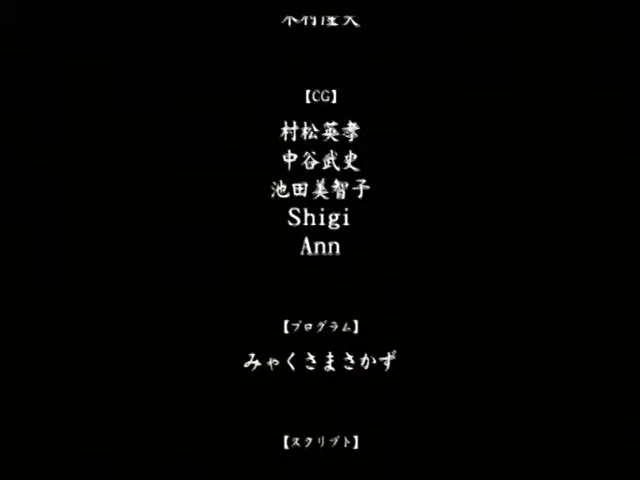 【CG】
村松英孝
中谷武史
池田美智子
Shigi
Ann
【プログラム】
みゃくさまさかず
【スクリプト】